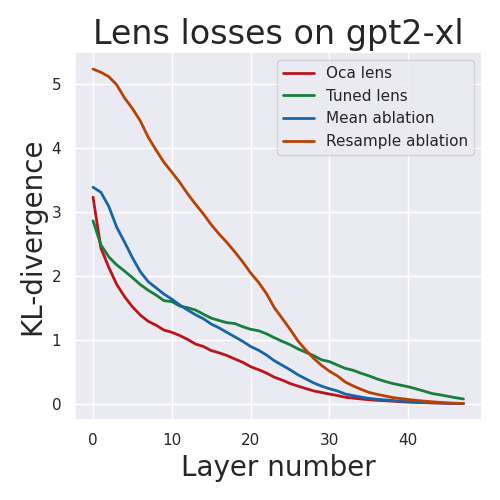 Lens losses on gpt2-xl
Oca lens
Tuned lens
Mean ablation
Resample ablation
KL-divergence
5
4
3
2
1
0
0 10 20 30 40
Layer number